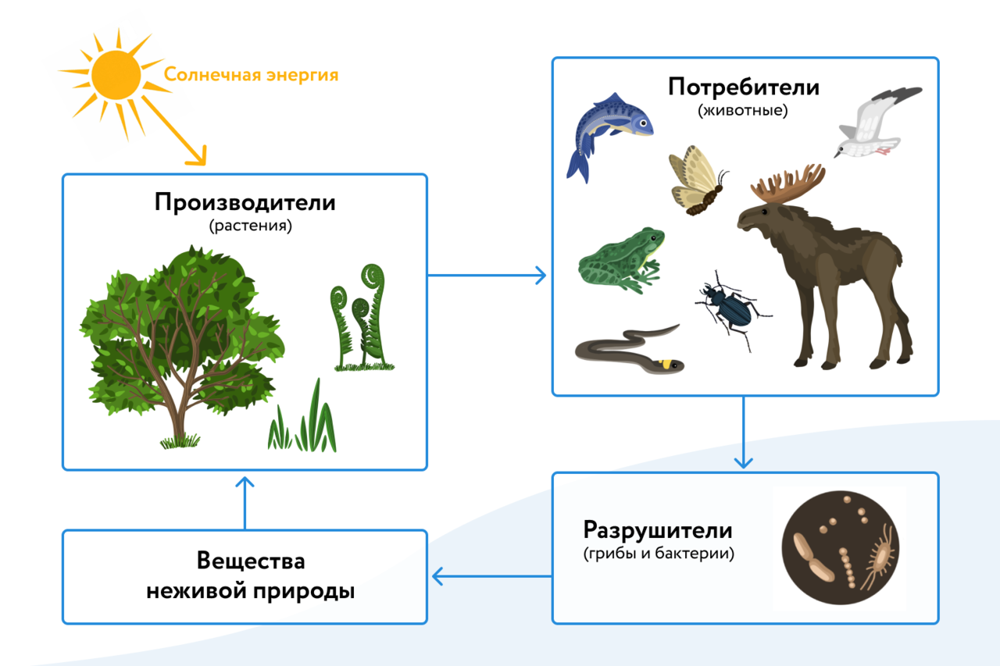 Солнечная энергия
Производители
(растения)
Потребители
(животные)
Разрушители
(грибы и бактерии)
Вещества
неживой природы